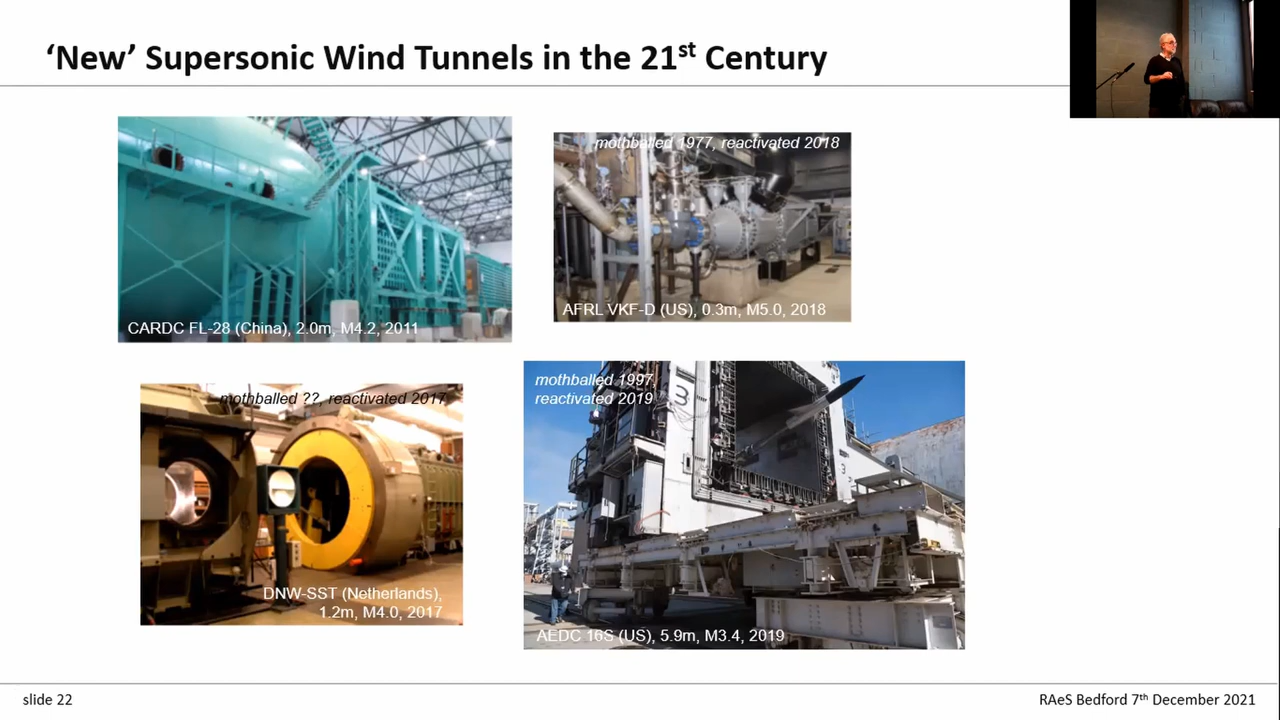 ‘New’ Supersonic Wind Tunnels in the 21st Century
mothballed 1977, reactivated 2018
CARDC FL-28 (China), 2.0m, M4.2, 2011
AFRL VKF-D (US), 0.3m, M5.0, 2018
mothballed ??, reactivated 2017
DNW-SST (Netherlands),
1.2m, M4.0, 2017
mothballed 1997,
reactivated 2019
3
3
AEDC 16S (US), 5.9m, M3.4, 2019
slide 22
RAeS Bedford 7th December 2021